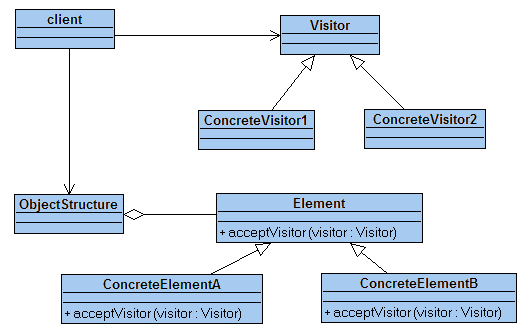 client
Visitor
ConcreteVisitor1
ConcreteVisitor2
ObjectStructure
Element
+ acceptVisitor (visitor : Visitor)
ConcreteElementA
+ acceptVisitor (visitor : Visitor)
ConcreteElementB
+ acceptVisitor (visitor : Visitor)